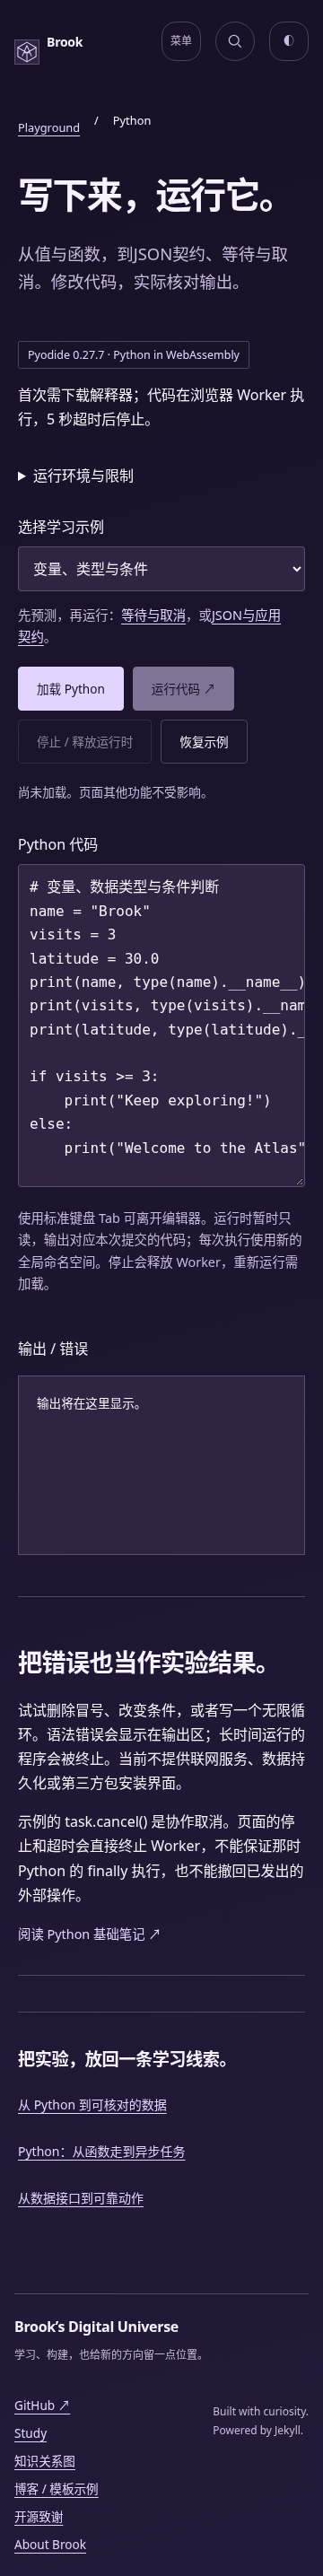 Brook
菜单
Playground / Python
写下来，运行它。
从值与函数，到JSON契约、等待与取
消。修改代码，实际核对输出。
Pyodide 0.27.7 · Python in WebAssembly
首次需下载解释器；代码在浏览器 Worker 执
行，5 秒超时后停止。
▶ 运行环境与限制
选择学习示例
变量、类型与条件
先预测，再运行：等待与取消，或JSON与应用
契约。
加载 Python
运行代码 ↗
停止 / 释放运行时
恢复示例
尚未加载。页面其他功能不受影响。
Python 代码
# 变量、数据类型与条件判断
name = "Brook"
visits = 3
latitude = 30.0
print(name, type(name).__name__)
print(visits, type(visits).__nam
print(latitude, type(latitude)._
if visits >= 3:
    print("Keep exploring!")
else:
    print("Welcome to the Atlas"
使用标准键盘 Tab 可离开编辑器。运行时暂时只
读，输出对应本次提交的代码；每次执行使用新的
全局命名空间。停止会释放 Worker，重新运行需
加载。
输出 / 错误
输出将在这里显示。
把错误也当作实验结果。
试试删除冒号、改变条件，或者写一个无限循
环。语法错误会显示在输出区；长时间运行的
程序会被终止。当前不提供联网服务、数据持
久化或第三方包安装界面。
示例的 task.cancel() 是协作取消。页面的停
止和超时会直接终止 Worker，不能保证那时
Python 的 finally 执行，也不能撤回已发出的
外部操作。
阅读 Python 基础笔记 ↗
把实验，放回一条学习线索。
从 Python 到可核对的数据
Python：从函数走到异步任务
从数据接口到可靠动作
Brook’s Digital Universe
学习、构建，也给新的方向留一点位置。
GitHub ↗
Study
知识关系图
博客 / 模板示例
开源致谢
About Brook
Built with curiosity.
Powered by Jekyll.